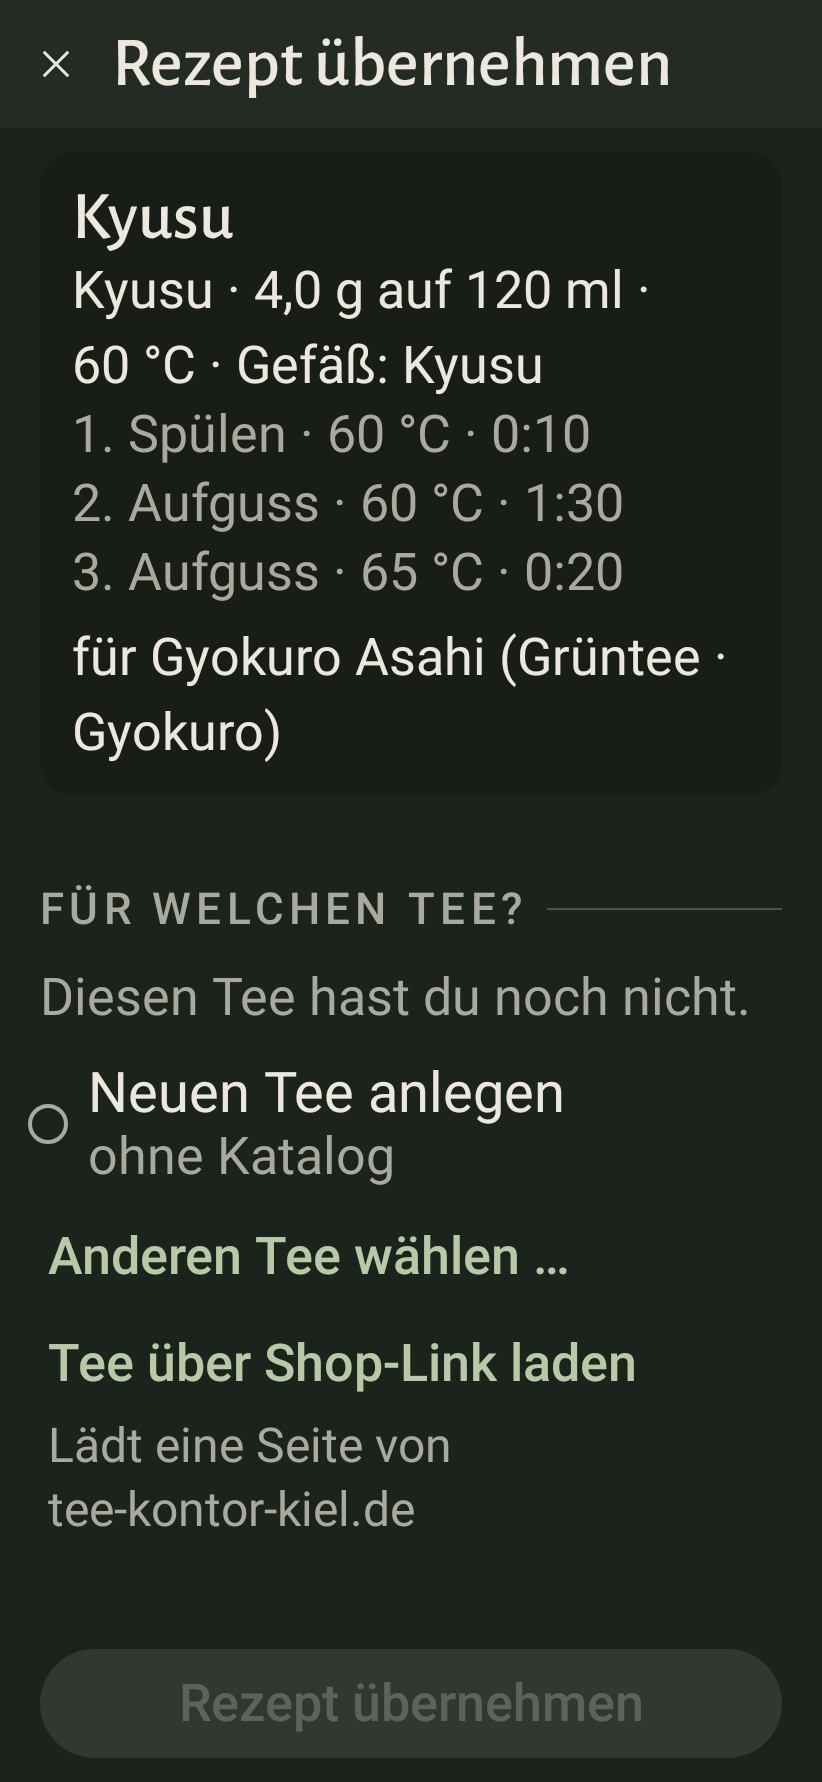 Rezept übernehmen
Kyusu
Kyusu · 4,0 g auf 120 ml ·
60 °C · Gefäß: Kyusu
1. Spülen · 60 °C · 0:10
2. Aufguss · 60 °C · 1:30
3. Aufguss · 65 °C · 0:20
für Gyokuro Asahi (Grüntee ·
Gyokuro)
FÜR WELCHEN TEE?
Diesen Tee hast du noch nicht.
Neuen Tee anlegen
ohne Katalog
Anderen Tee wählen …
Tee über Shop-Link laden
Lädt eine Seite von
tee-kontor-kiel.de
Rezept übernehmen